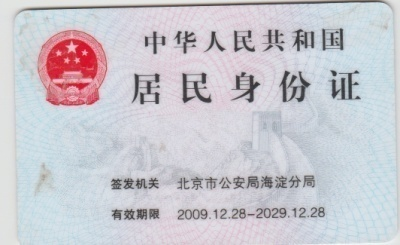 中华人民共和国
居民身份证
签发机关 北京市公安局海淀分局
有效期限 2009.12.28-2029.12.28